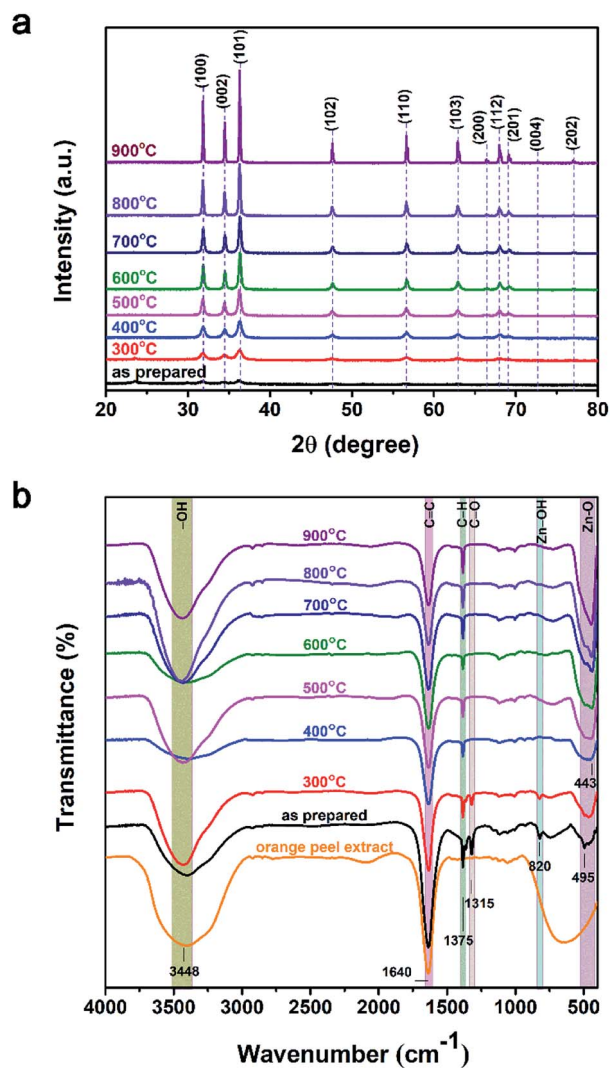 a
Intensity (a.u.)
(100)
(002)
(101)
(102)
(110)
(103)
(200)
(112)
(201)
(004)
(202)
900°C
800°C
700°C
600°C
500°C
400°C
300°C
as prepared
20 30 40 50 60 70 80
2θ (degree)
b
Transmittance (%)
–OH
C=C
C–H
C–O
Zn–OH
Zn-O
900°C
800°C
700°C
600°C
500°C
400°C
300°C
as prepared
orange peel extract
443
820
495
1315
1375
3448
1640
4000 3500 3000 2500 2000 1500 1000 500
Wavenumber (cm⁻¹)